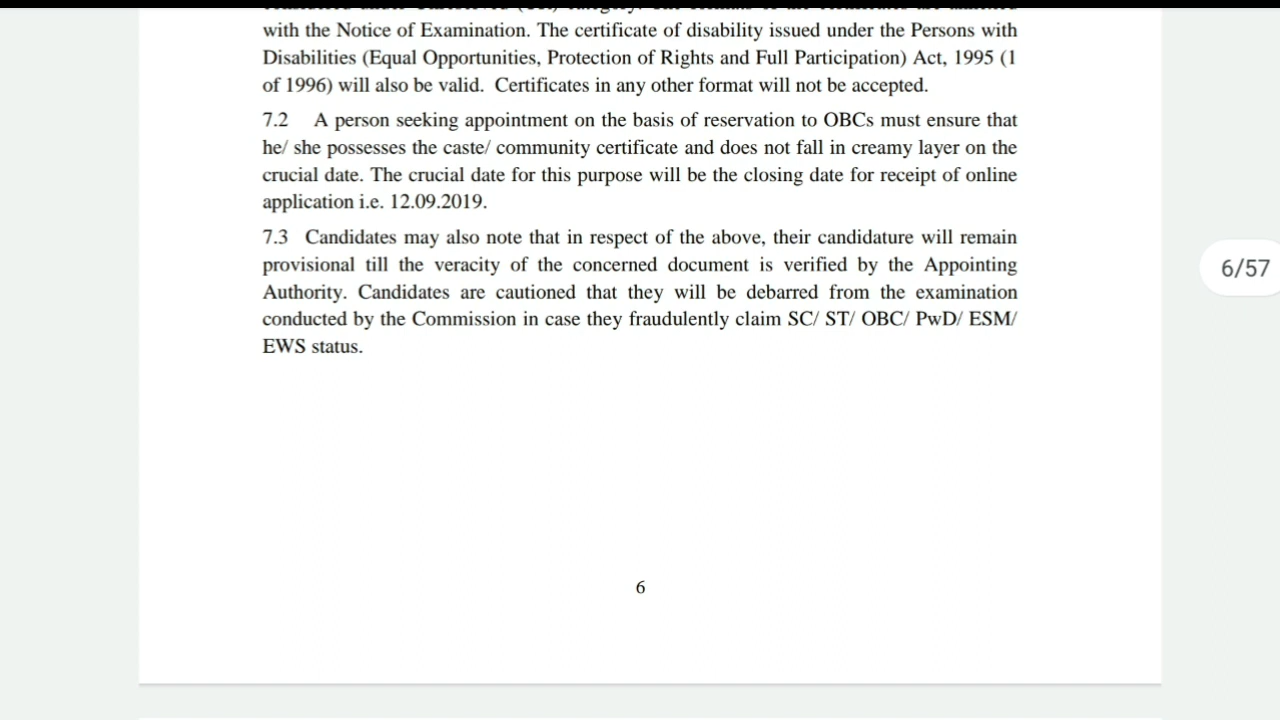 with the Notice of Examination. The certificate of disability issued under the Persons with
Disabilities (Equal Opportunities, Protection of Rights and Full Participation) Act, 1995 (1
of 1996) will also be valid.  Certificates in any other format will not be accepted.
7.2 A person seeking appointment on the basis of reservation to OBCs must ensure that
he/ she possesses the caste/ community certificate and does not fall in creamy layer on the
crucial date. The crucial date for this purpose will be the closing date for receipt of online
application i.e. 12.09.2019.
7.3 Candidates may also note that in respect of the above, their candidature will remain
provisional till the veracity of the concerned document is verified by the Appointing
Authority. Candidates are cautioned that they will be debarred from the examination
conducted by the Commission in case they fraudulently claim SC/ ST/ OBC/ PwD/ ESM/
EWS status.
6/57
6